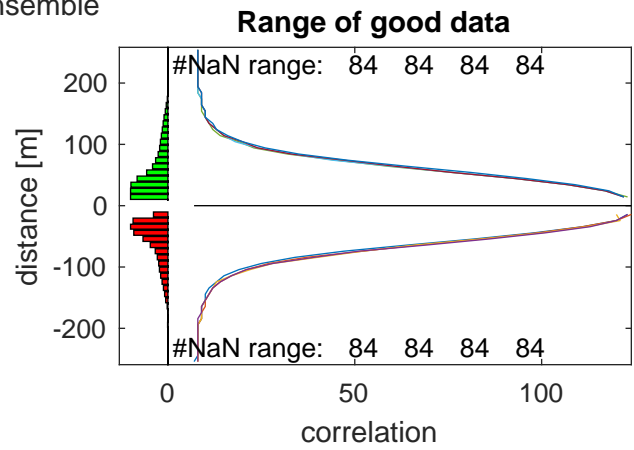 Range of good data
#NaN range: 84 84 84 84
200
100
0
-100
-200
distance [m]
#NaN range: 84 84 84 84
0 50 100
correlation